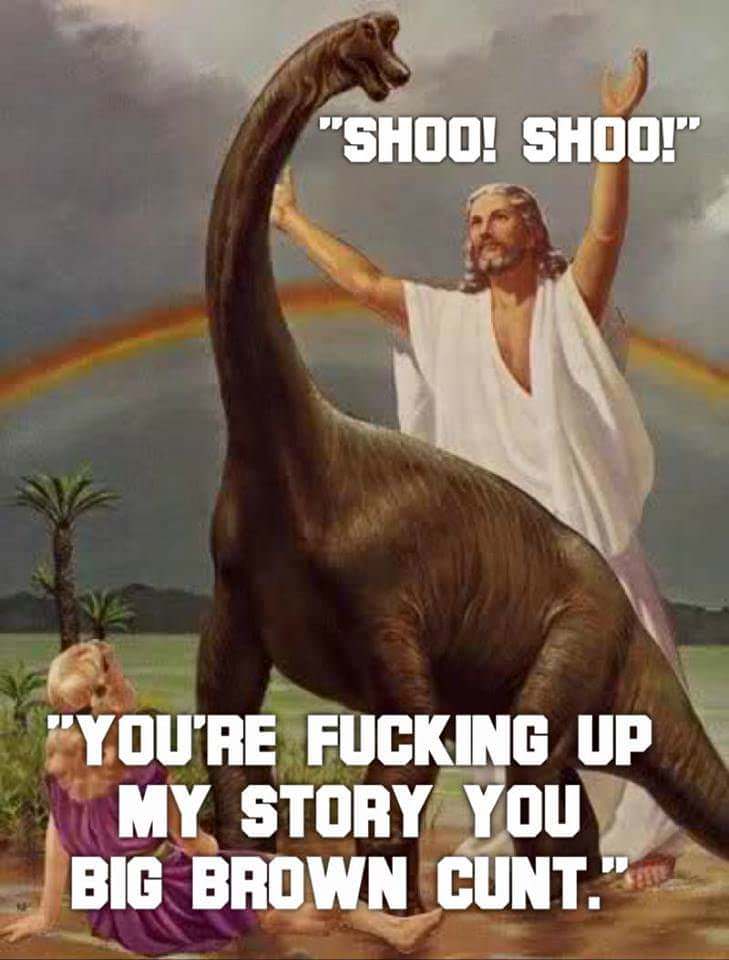 "SHOO! SHOO!"
"YOU'RE FUCKING UP
MY STORY YOU
BIG BROWN CUNT."